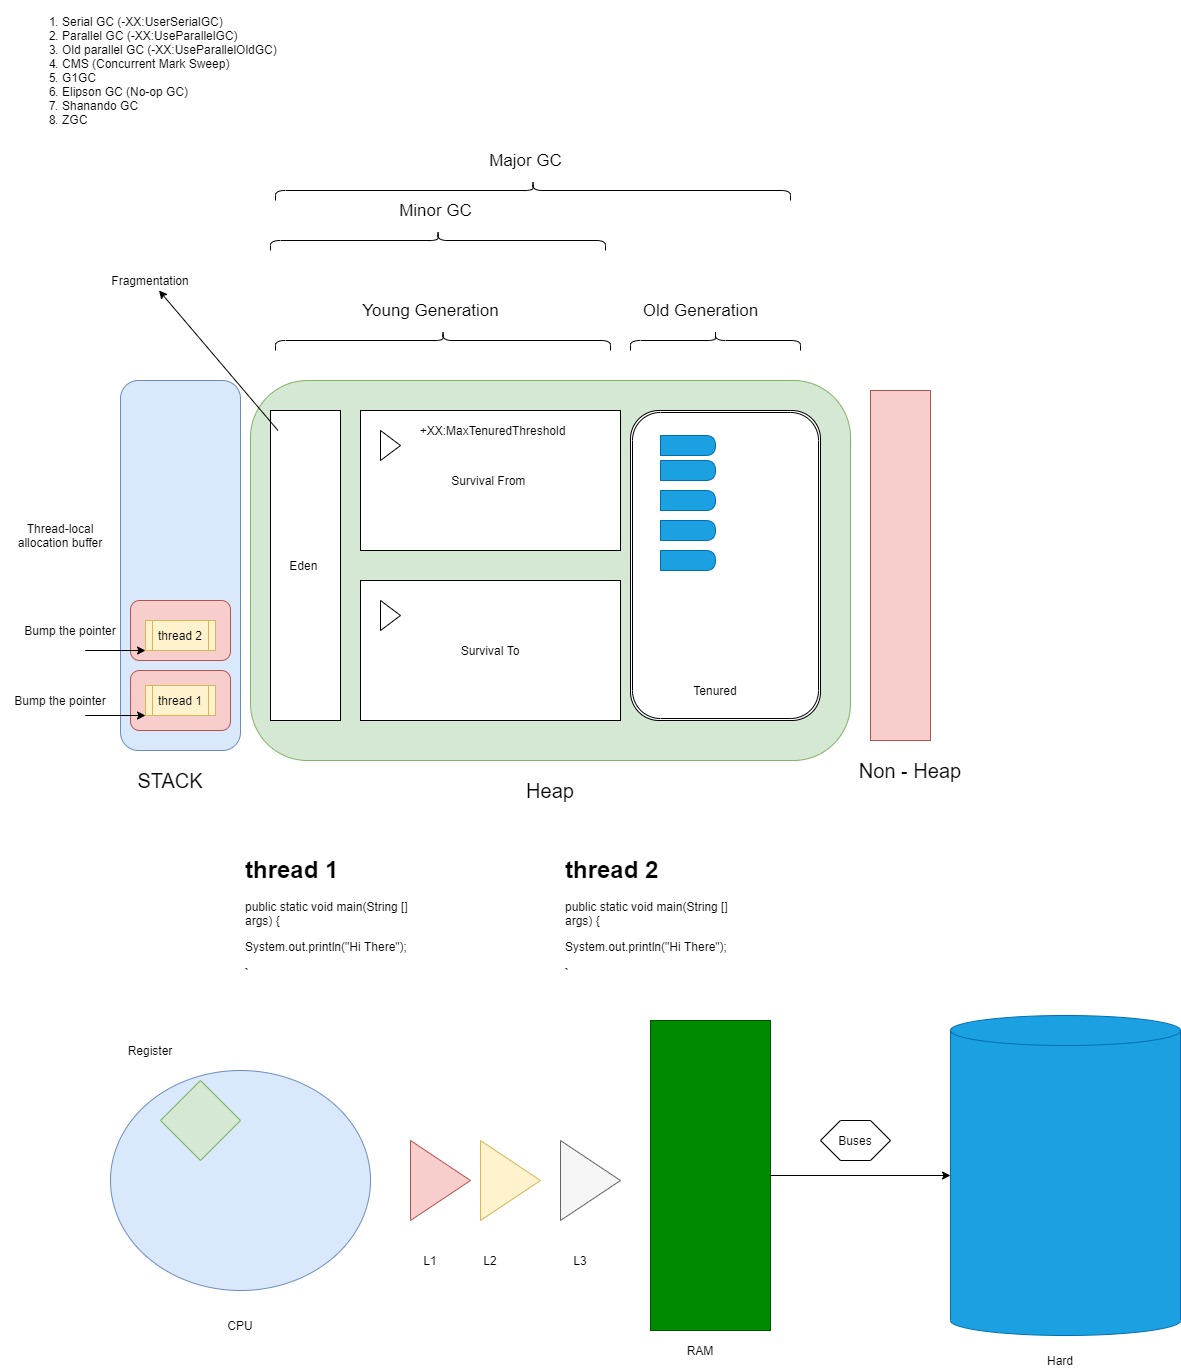 1. Serial GC (-XX:UserSerialGC)
2. Parallel GC (-XX:UseParallelGC)
3. Old parallel GC (-XX:UseParallelOldGC)
4. CMS (Concurrent Mark Sweep)
5. G1GC
6. Elipson GC (No-op GC)
7. Shanando GC
8. ZGC
Major GC
Minor GC
Fragmentation
Young Generation
Old Generation
+XX:MaxTenuredThreshold
Survival From
Thread-local
allocation buffer
Eden
Bump the pointer
thread 2
Survival To
Bump the pointer
thread 1
Tenured
STACK
Heap
Non - Heap
thread 1
public static void main(String []
args) {
System.out.println("Hi There");
thread 2
public static void main(String []
args) {
System.out.println("Hi There");
Register
Buses
L1
L2
L3
CPU
RAM
Hard